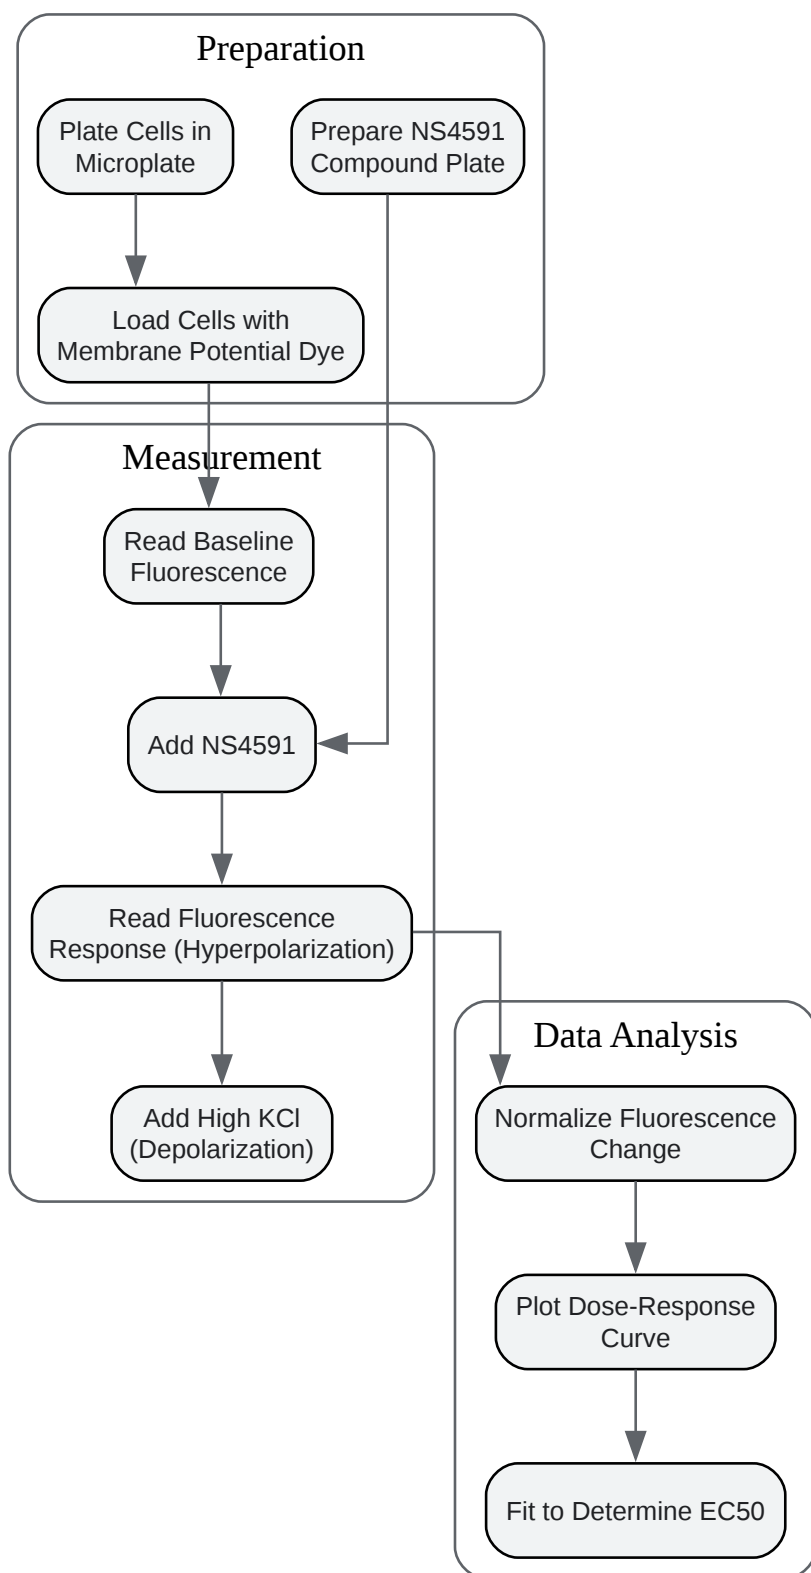 Preparation
Plate Cells in
Microplate
Prepare NS4591
Compound Plate
Load Cells with
Membrane Potential Dye
Measurement
Read Baseline
Fluorescence
Add NS4591
Read Fluorescence
Response (Hyperpolarization)
Add High KCl
(Depolarization)
Data Analysis
Normalize Fluorescence
Change
Plot Dose-Response
Curve
Fit to Determine EC50